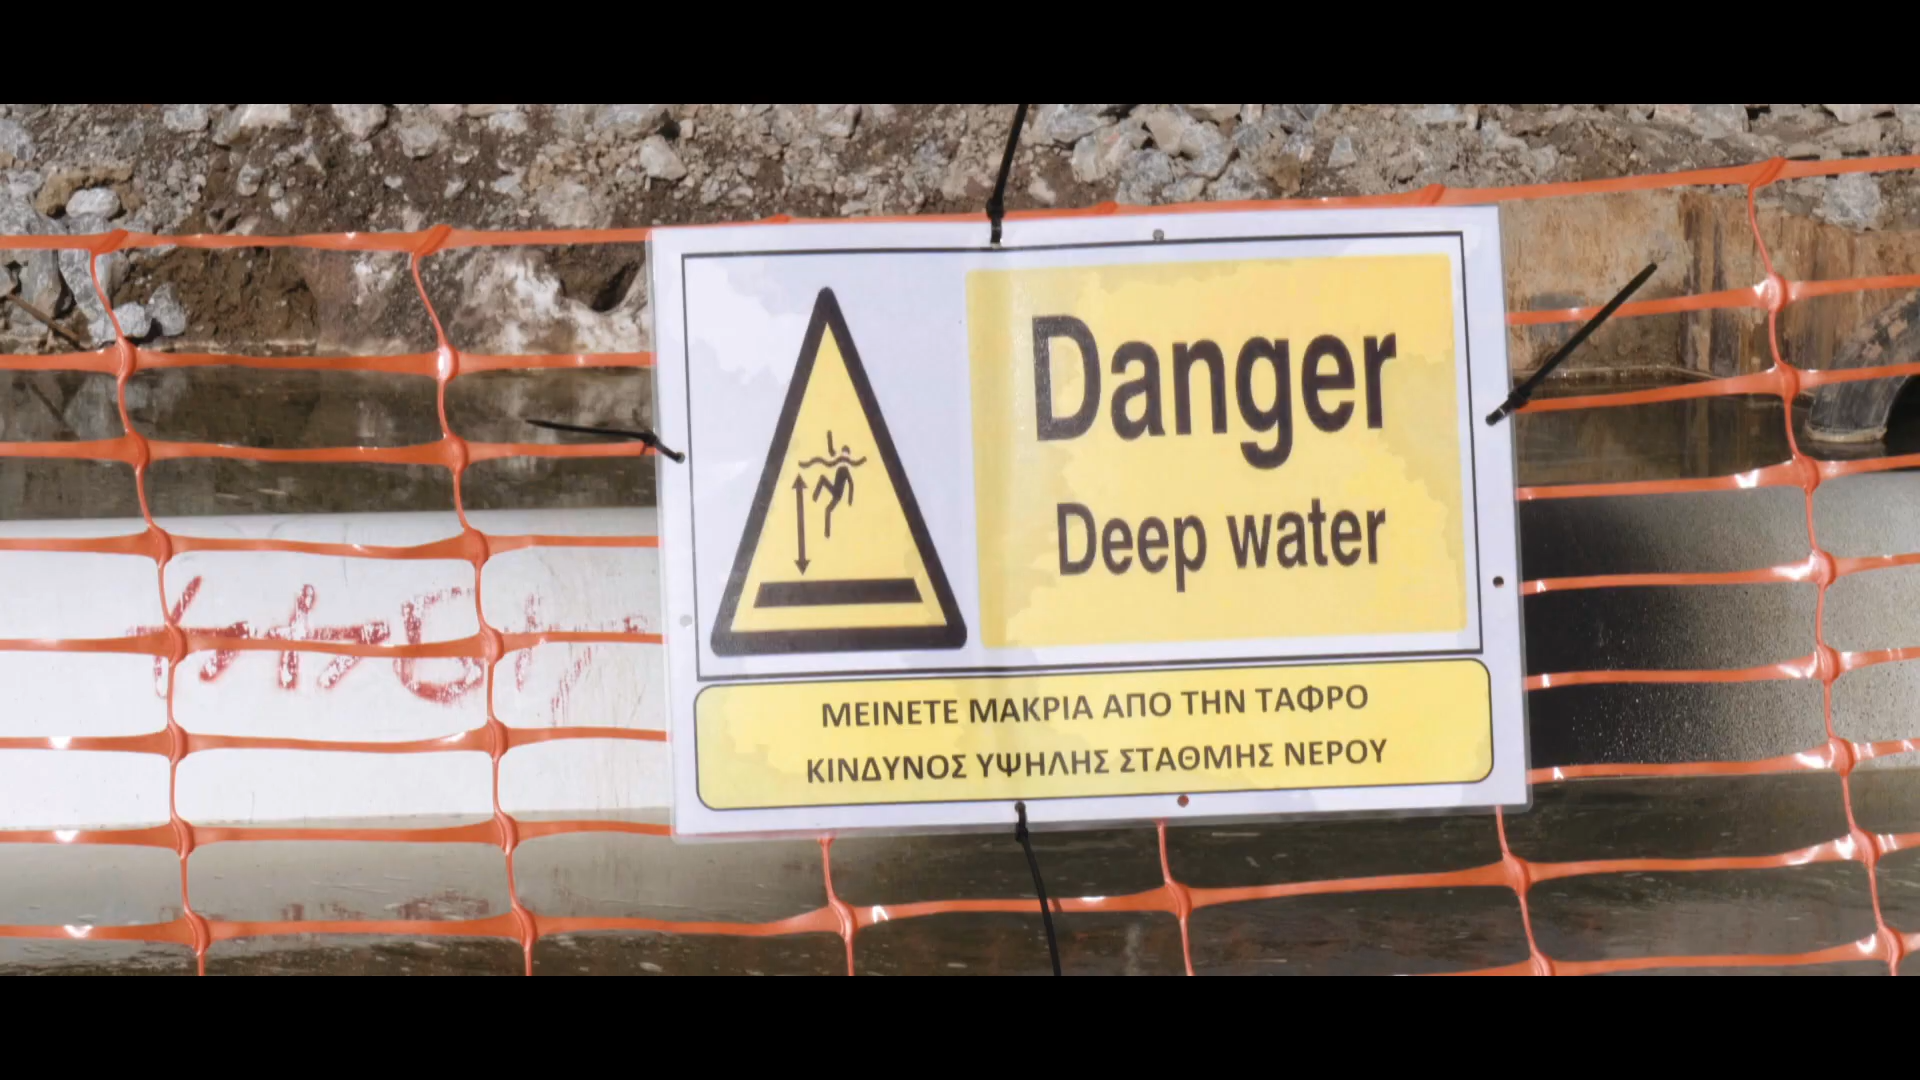 Danger
Deep water
ΜΕΙΝΕΤΕ ΜΑΚΡΙΑ ΑΠΟ ΤΗΝ ΤΑΦΡΟ
ΚΙΝΔΥΝΟΣ ΥΨΗΛΗΣ ΣΤΑΘΜΗΣ ΝΕΡΟΥ